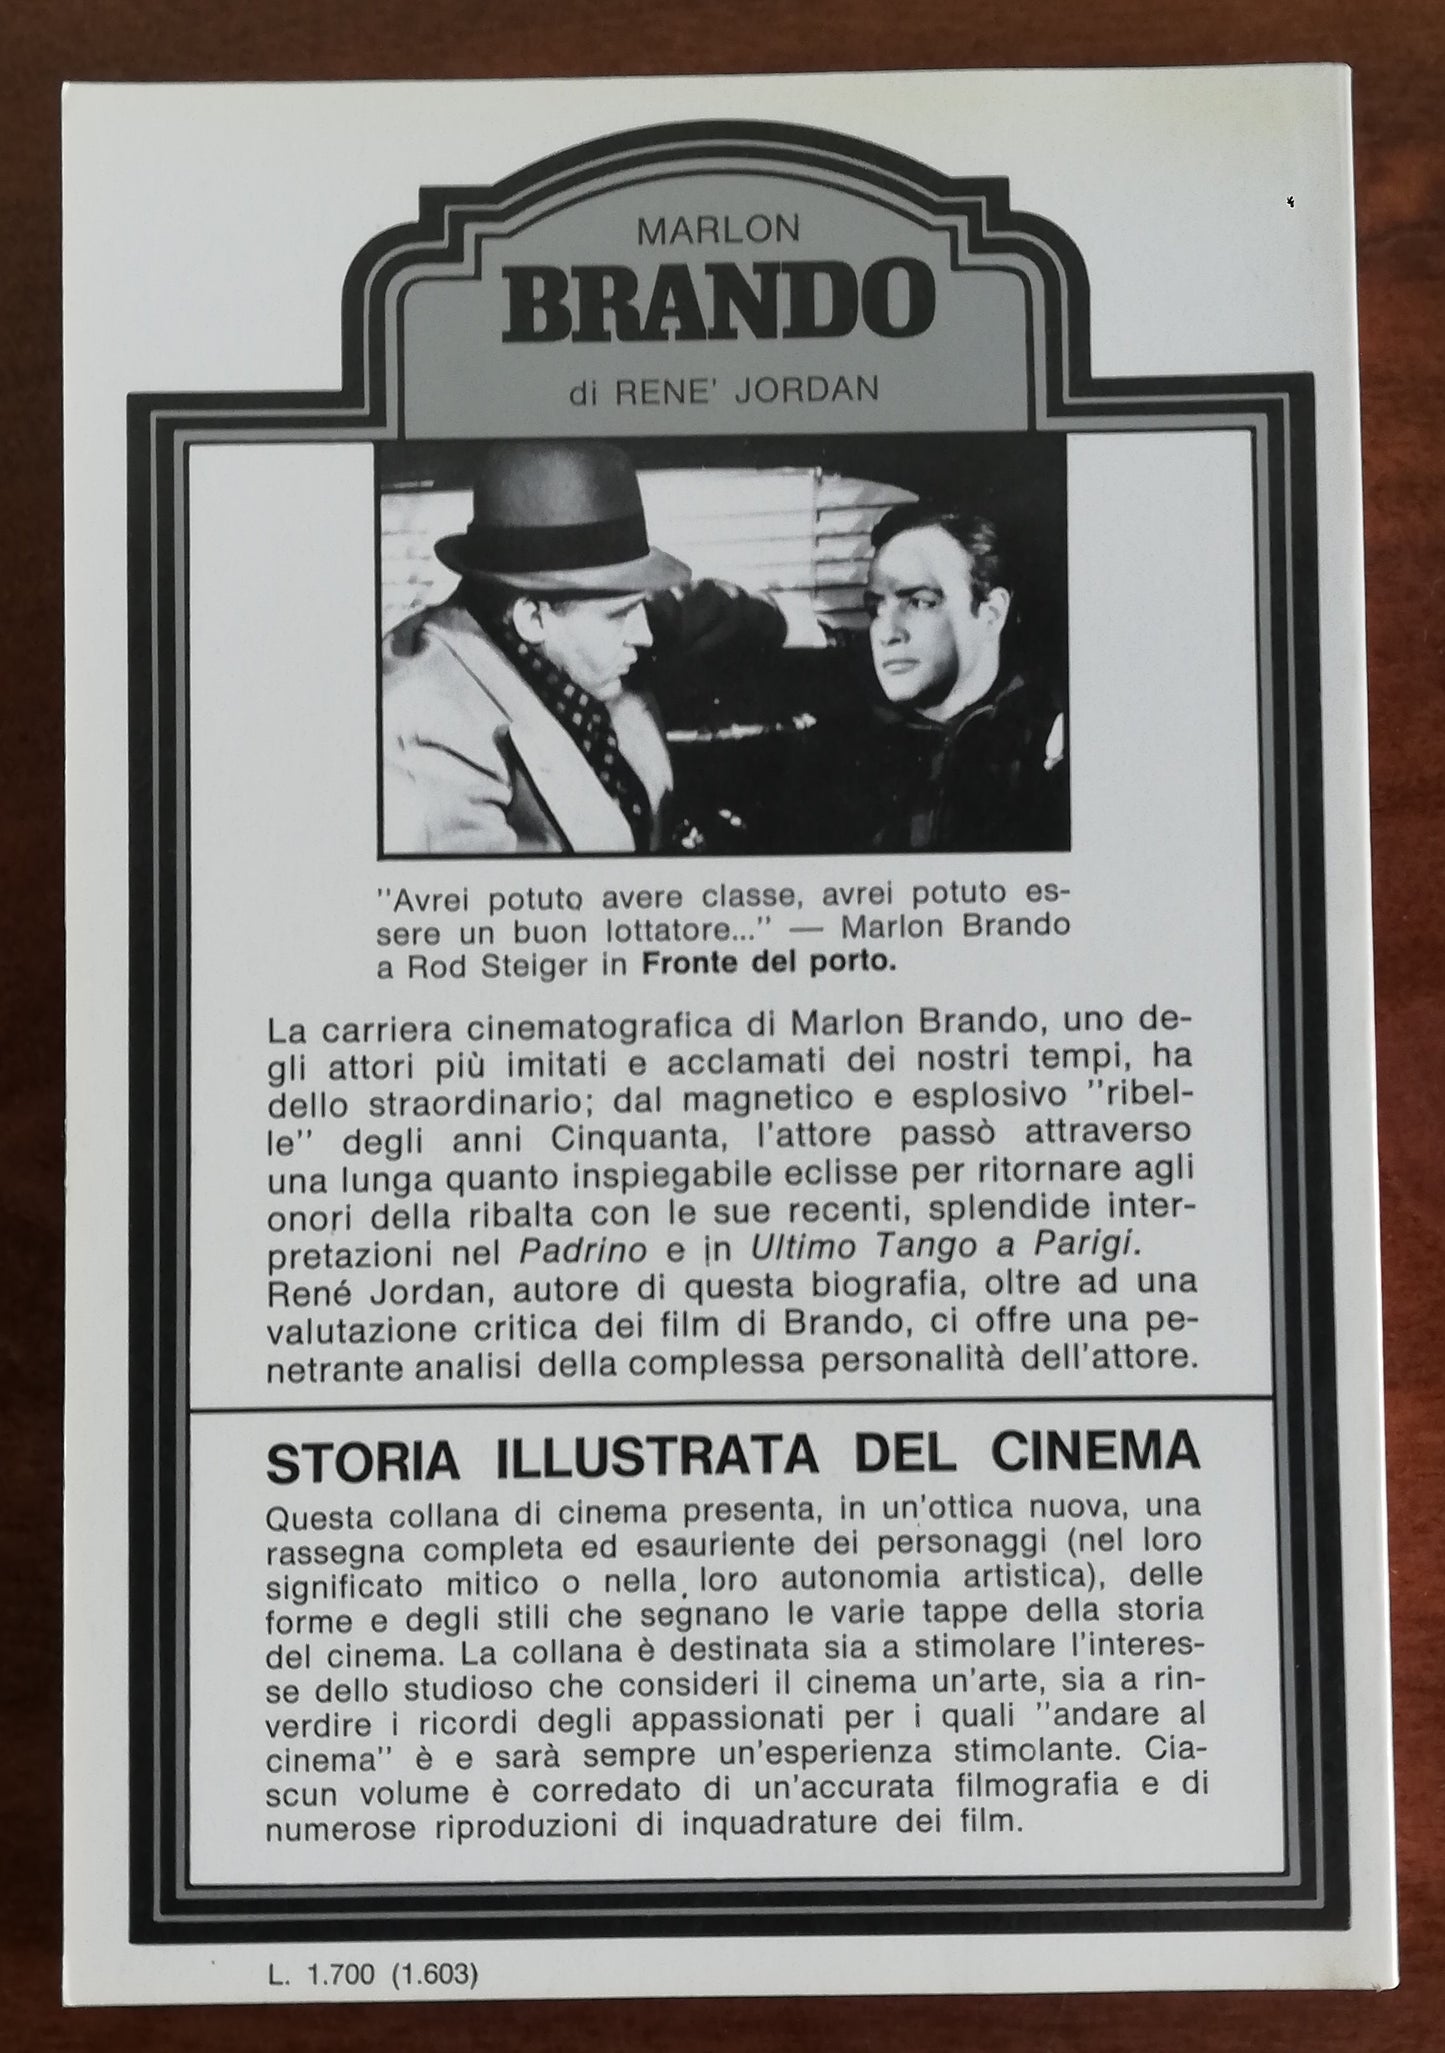 MARLON
BRANDO
di RENE' JORDAN
"Avrei potuto avere classe, avrei potuto es-
sere un buon lottatore..." — Marlon Brando
a Rod Steiger in Fronte del porto.
La carriera cinematografica di Marlon Brando, uno de-
gli attori più imitati e acclamati dei nostri tempi, ha
dello straordinario; dal magnetico e esplosivo "ribel-
le" degli anni Cinquanta, l'attore passò attraverso
una lunga quanto inspiegabile eclisse per ritornare agli
onori della ribalta con le sue recenti, splendide inter-
pretazioni nel Padrino e in Ultimo Tango a Parigi.
René Jordan, autore di questa biografia, oltre ad una
valutazione critica dei film di Brando, ci offre una pe-
netrante analisi della complessa personalità dell'attore.
STORIA ILLUSTRATA DEL CINEMA
Questa collana di cinema presenta, in un'ottica nuova, una
rassegna completa ed esauriente dei personaggi (nel loro
significato mitico o nella loro autonomia artistica), delle
forme e degli stili che segnano le varie tappe della storia
del cinema. La collana è destinata sia a stimolare l'interes-
se dello studioso che consideri il cinema un'arte, sia a rin-
verdire i ricordi degli appassionati per i quali "andare al
cinema" è e sarà sempre un'esperienza stimolante. Cia-
scun volume è corredato di un'accurata filmografia e di
numerose riproduzioni di inquadrature dei film.
L. 1.700 (1.603)